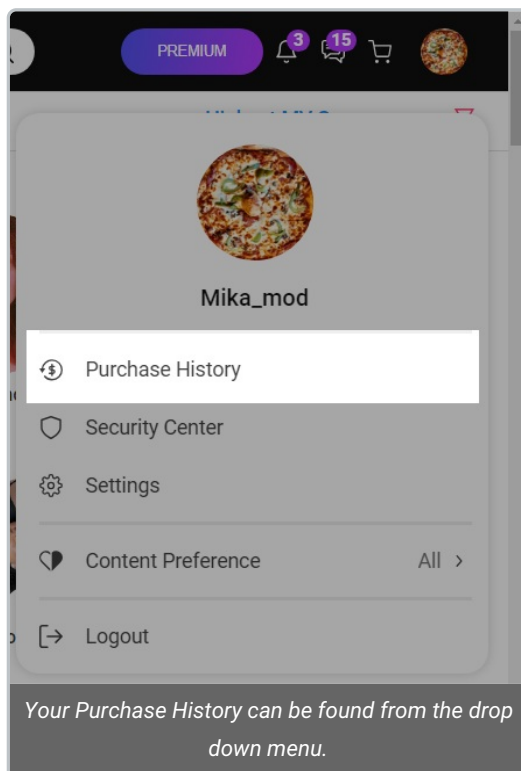 PREMIUM
3
15
Mika_mod
Purchase History
Security Center
Settings
Content Preference
All >
Logout
Your Purchase History can be found from the drop
down menu.